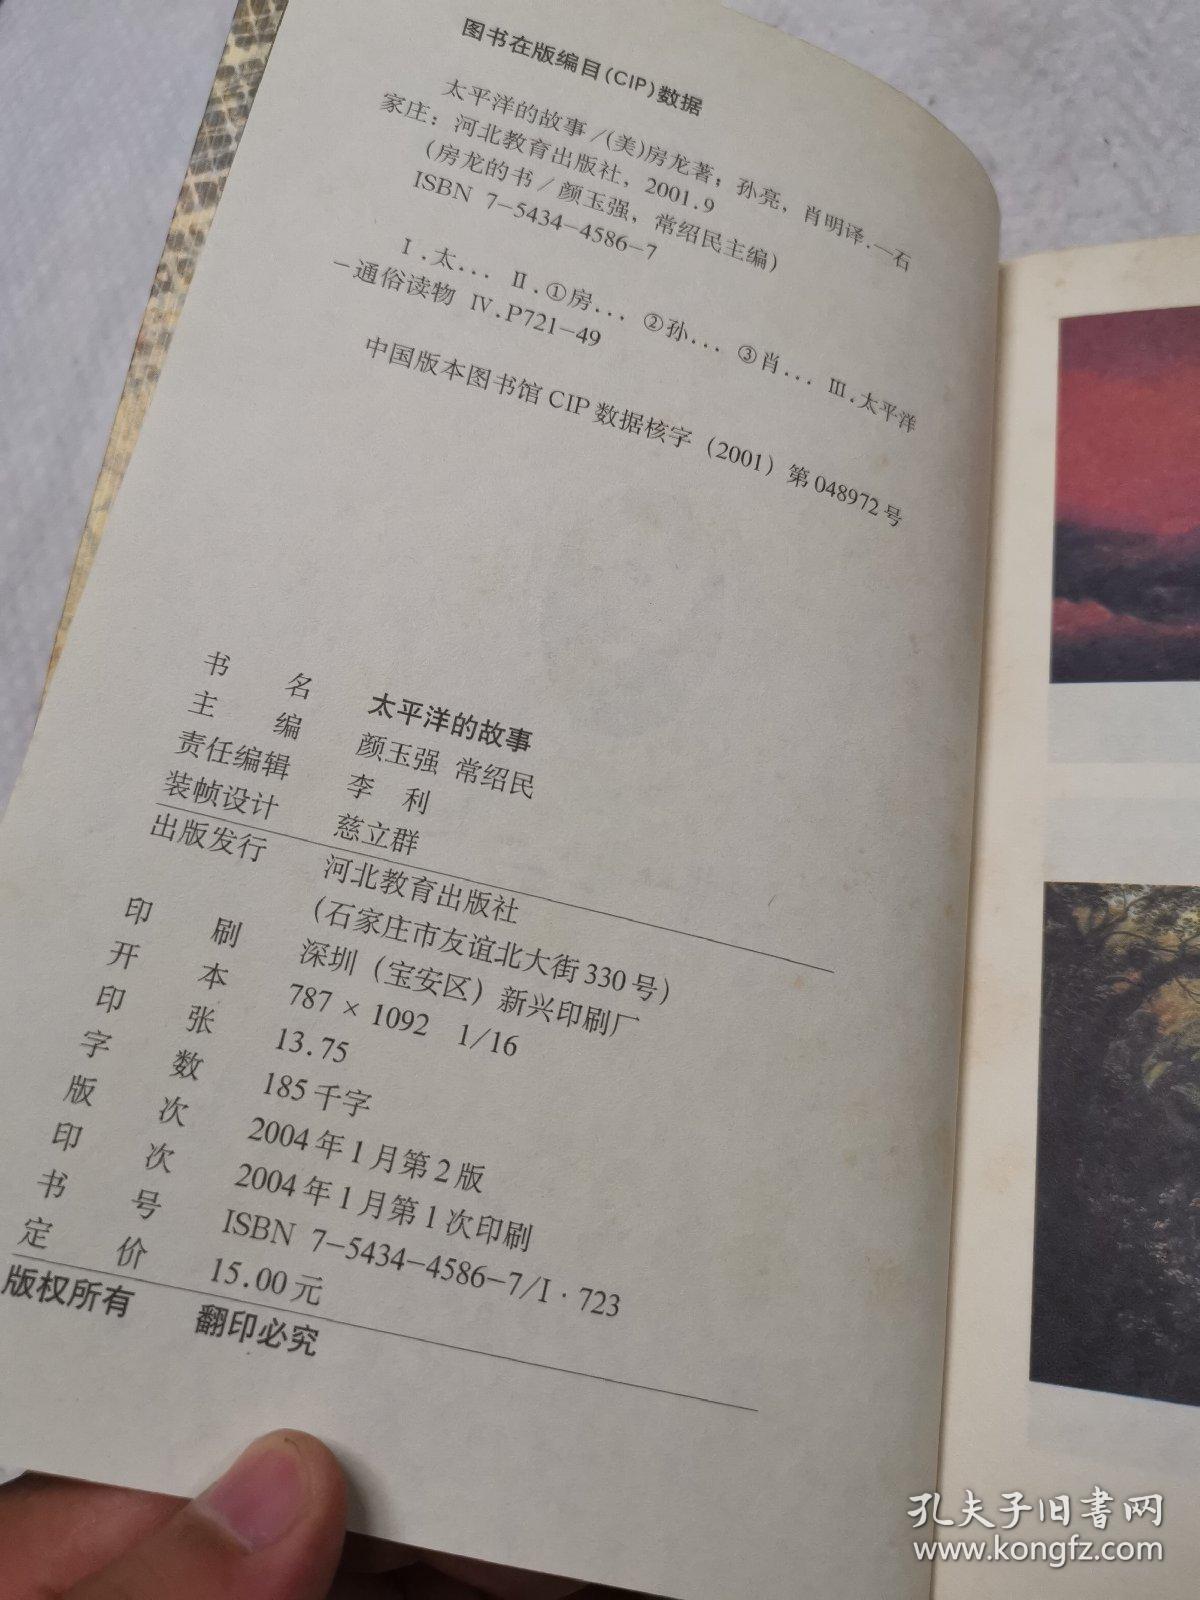 图书在版编目(CIP)数据
太平洋的故事/(美)房龙著；孙亮，肖明译.—石
家庄：河北教育出版社，2001.9
(房龙的书/颜玉强，常绍民主编)
ISBN 7-5434-4586-7
Ⅰ.太... Ⅱ.①房... ②孙... ③肖... Ⅲ.太平洋
-通俗读物 Ⅳ.P721-49
中国版本图书馆CIP数据核字（2001）第048972号
书名 太平洋的故事
主编 颜玉强 常绍民
责任编辑 李利
装帧设计 慈立群
出版发行 河北教育出版社
(石家庄市友谊北大街330号)
印刷 深圳（宝安区）新兴印刷厂
开本 787×1092 1/16
印张 13.75
字数 185千字
版次 2004年1月第2版
印次 2004年1月第1次印刷
书号 ISBN 7-5434-4586-7/I·723
定价 15.00元
版权所有 翻印必究
孔夫子旧书网
www.kongfz.com